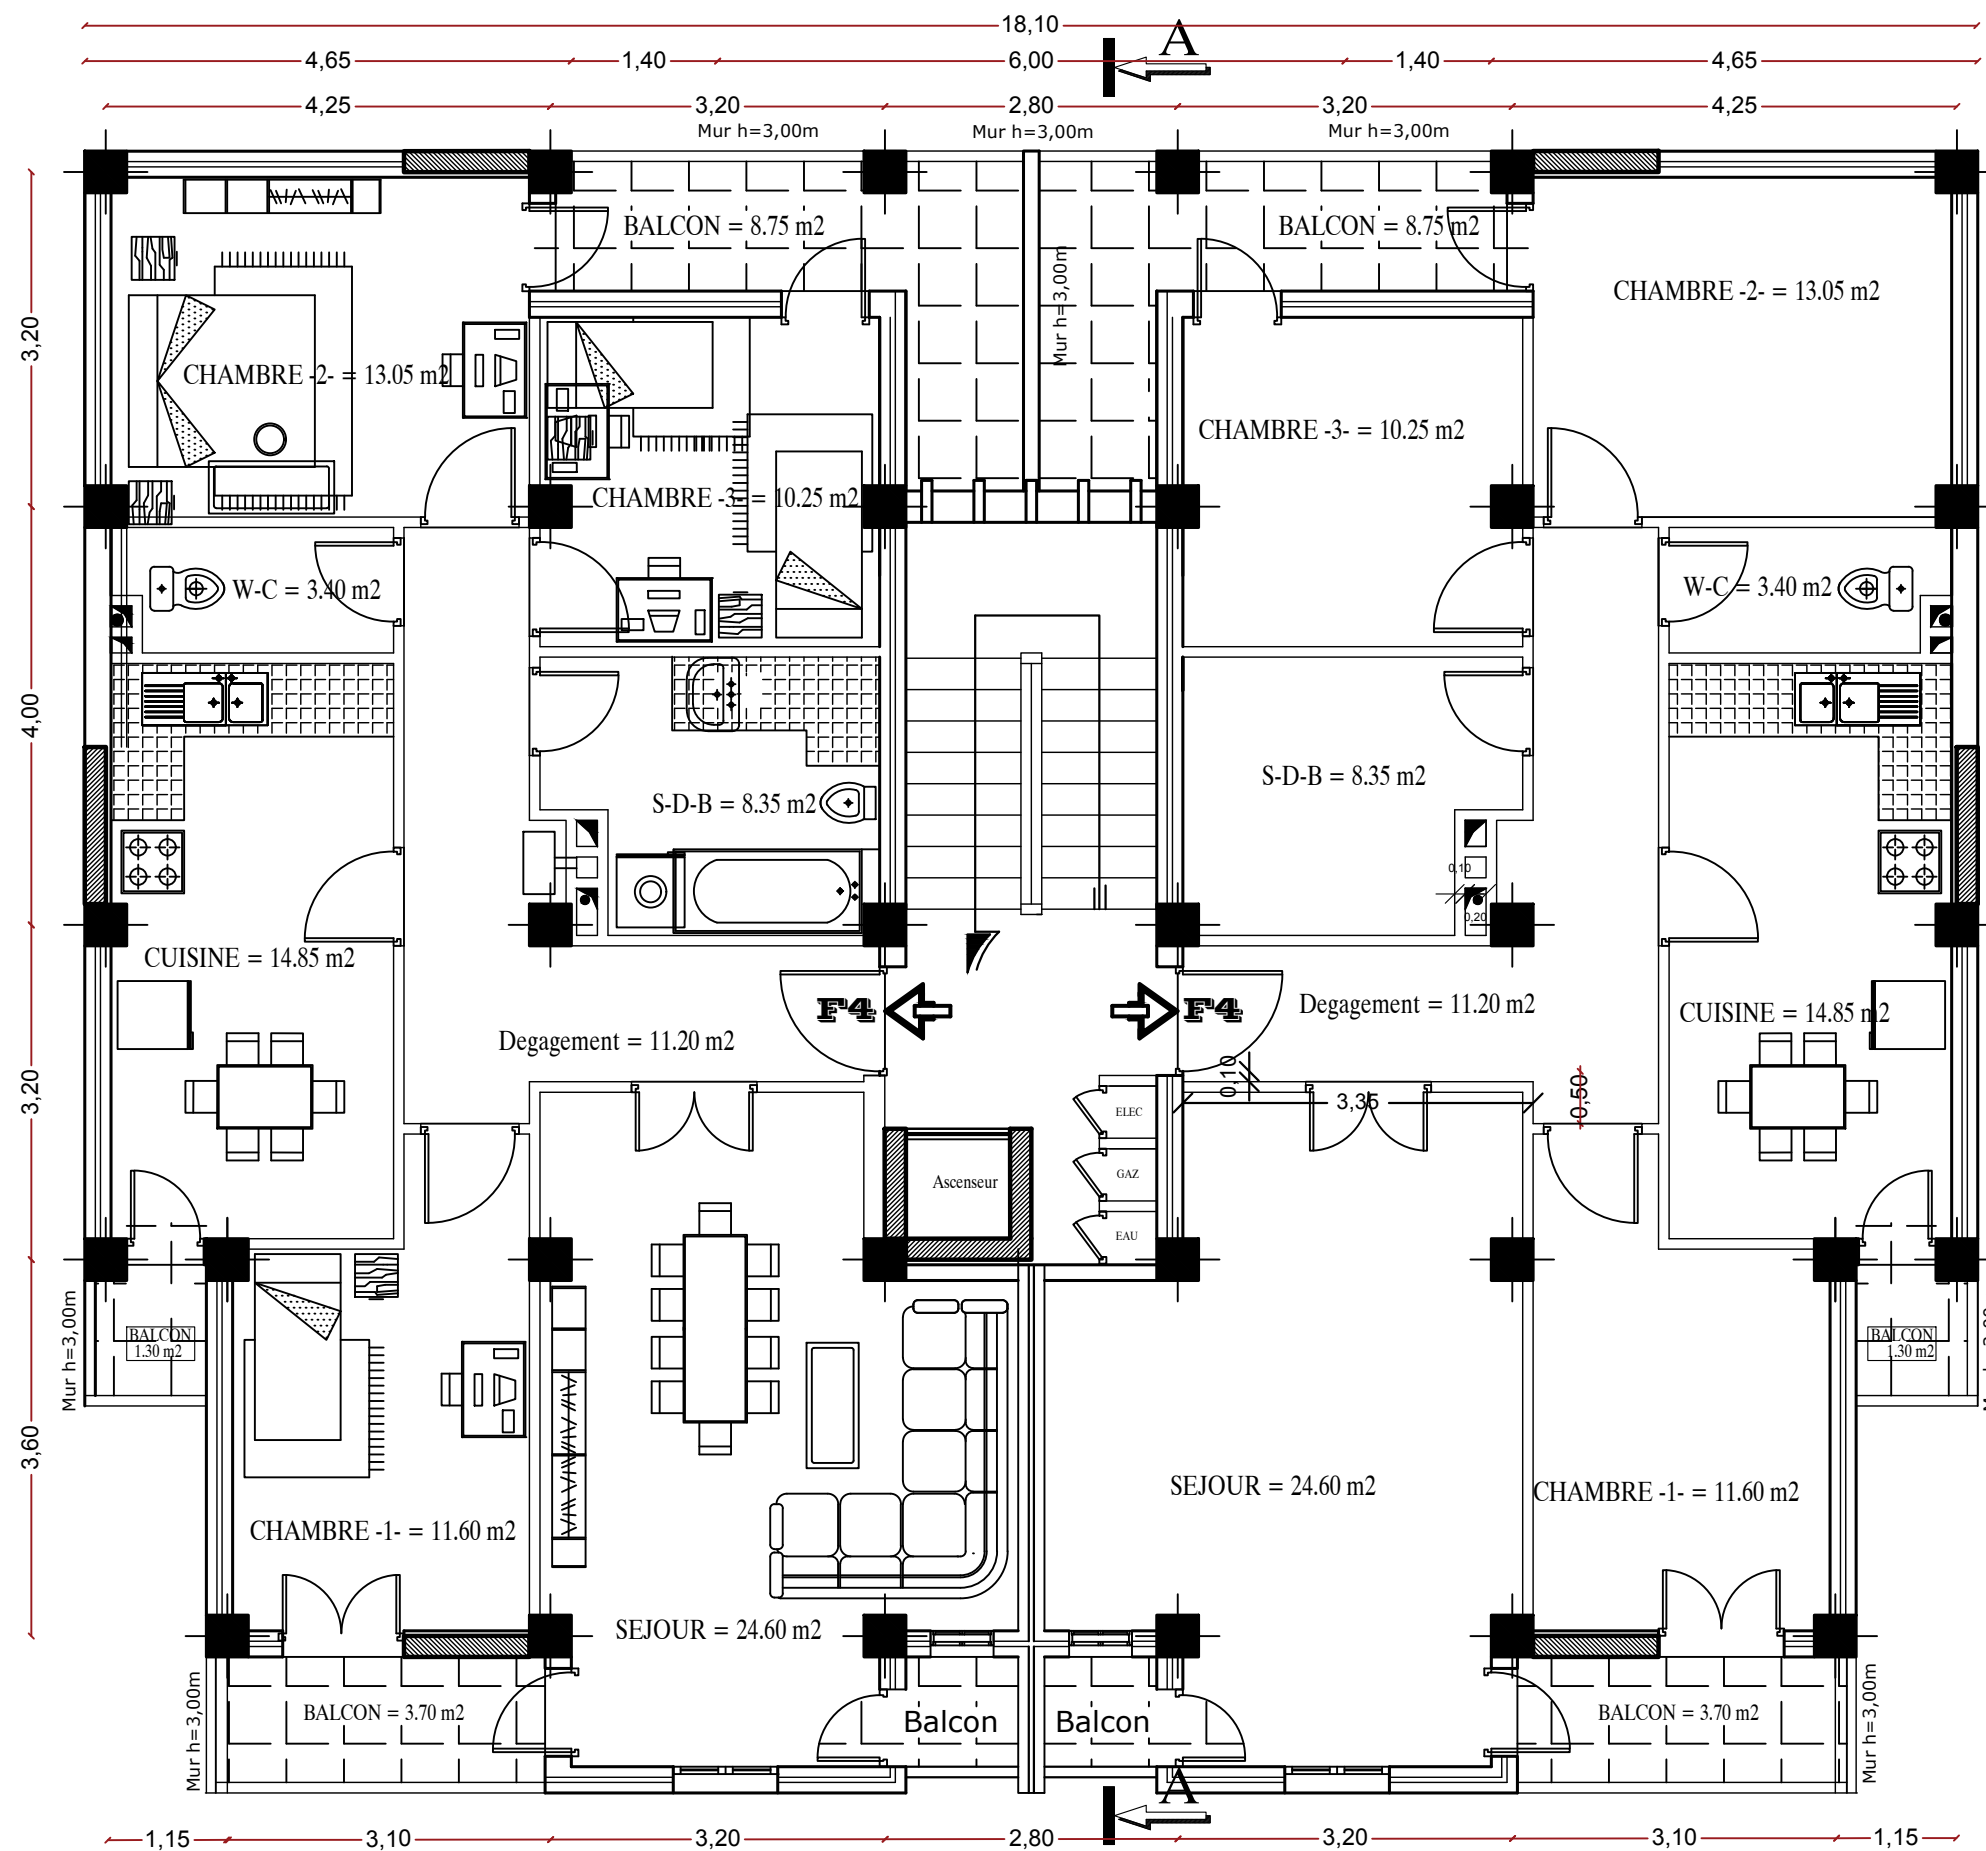 18,10
A
4,65 1,40 6,00 1,40 4,65
4,25 3,20 2,80 3,20 4,25
Mur h=3,00m Mur h=3,00m Mur h=3,00m
BALCON = 8.75 m2 BALCON = 8.75 m2
Mur h=3,00m
CHAMBRE -2- = 13.05 m2
3,20
CHAMBRE -2- = 13.05 m2
CHAMBRE -3- = 10.25 m2
CHAMBRE -3- = 10.25 m2
W-C = 3.40 m2 W-C = 3.40 m2
4,00
S-D-B = 8.35 m2
S-D-B = 8.35 m2
0,10
0,20
CUISINE = 14.85 m2
F4 F4
Degagement = 11.20 m2
CUISINE = 14.85 m2
Degagement = 11.20 m2
3,20
0,10
3,35
0,50
ELEC
GAZ
Ascenseur
EAU
Mur h=3,00m
BALCON
1.30 m2
BALCON
1.30 m2
3,60
SEJOUR = 24.60 m2
CHAMBRE -1- = 11.60 m2
CHAMBRE -1- = 11.60 m2
SEJOUR = 24.60 m2
Mur h=3,00m
BALCON = 3.70 m2
Balcon Balcon
BALCON = 3.70 m2
Mur h=3,00m
A
1,15 3,10 3,20 2,80 3,20 3,10 1,15